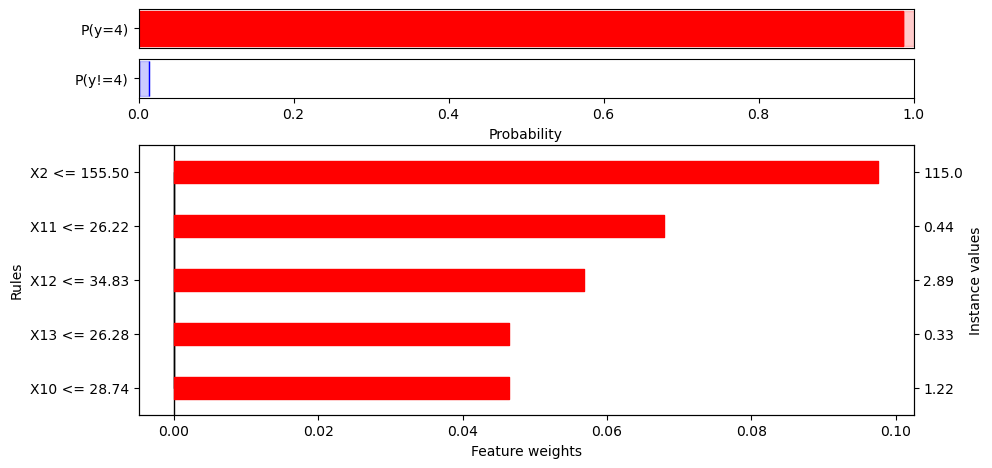 P(y=4)
P(y!=4)
0.0 0.2 0.4 0.6 0.8 1.0
Probability
Rules
X2 <= 155.50 115.0
X11 <= 26.22 0.44
X12 <= 34.83 2.89
X13 <= 26.28 0.33
X10 <= 28.74 1.22
Instance values
0.00 0.02 0.04 0.06 0.08 0.10
Feature weights